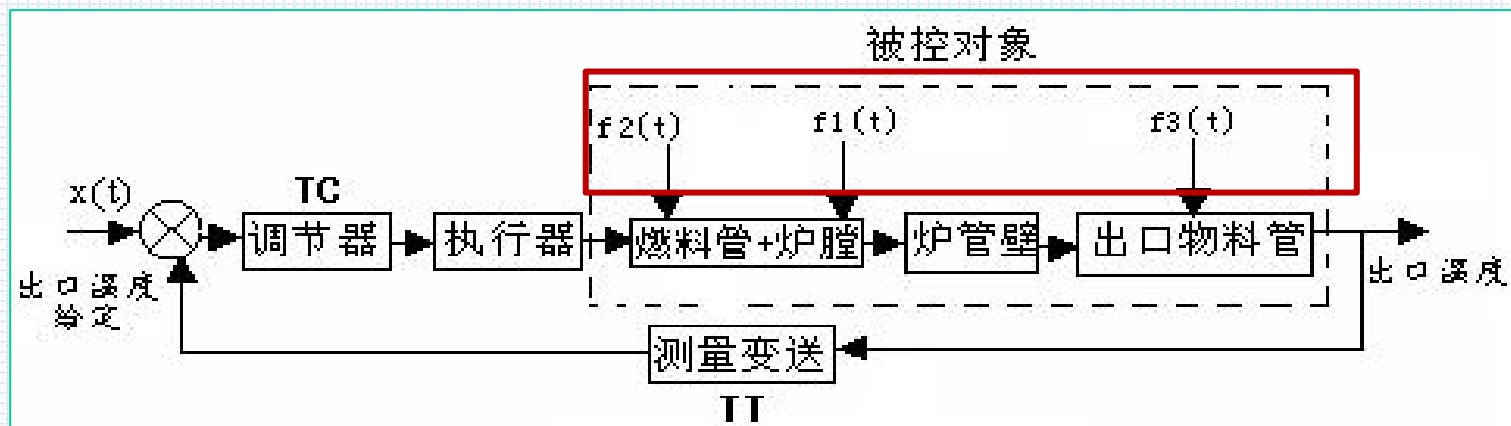 被控对象
f2(t)
f1(t)
f3(t)
x(t)
TC
调节器
执行器
燃料管+炉膛
炉管壁
出口物料管
出口温度
给定
出口温度
测量变送
TT